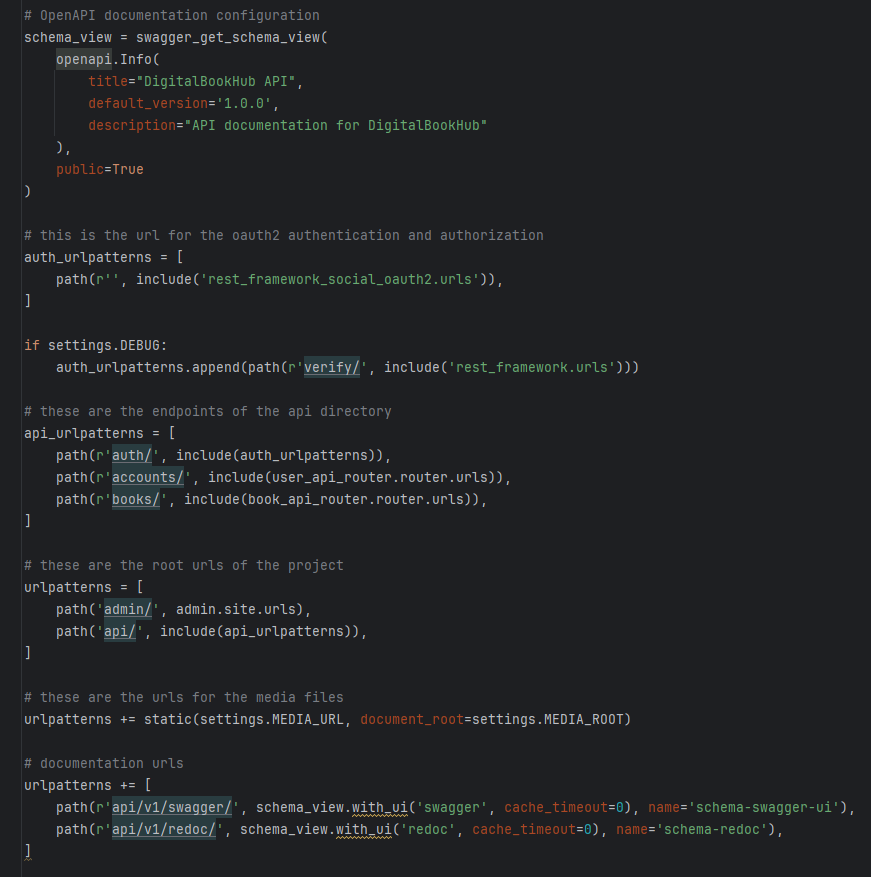 # OpenAPI documentation configuration
schema_view = swagger_get_schema_view(
    openapi.Info(
        title="DigitalBookHub API",
        default_version='1.0.0',
        description="API documentation for DigitalBookHub"
    ),
    public=True
)

# this is the url for the oauth2 authentication and authorization
auth_urlpatterns = [
    path(r'', include('rest_framework_social_oauth2.urls')),
]

if settings.DEBUG:
    auth_urlpatterns.append(path(r'verify/', include('rest_framework.urls')))

# these are the endpoints of the api directory
api_urlpatterns = [
    path(r'auth/', include(auth_urlpatterns)),
    path(r'accounts/', include(user_api_router.router.urls)),
    path(r'books/', include(book_api_router.router.urls)),
]

# these are the root urls of the project
urlpatterns = [
    path('admin/', admin.site.urls),
    path('api/', include(api_urlpatterns)),
]

# these are the urls for the media files
urlpatterns += static(settings.MEDIA_URL, document_root=settings.MEDIA_ROOT)

# documentation urls
urlpatterns += [
    path(r'api/v1/swagger/', schema_view.with_ui('swagger', cache_timeout=0), name='schema-swagger-ui'),
    path(r'api/v1/redoc/', schema_view.with_ui('redoc', cache_timeout=0), name='schema-redoc'),
]